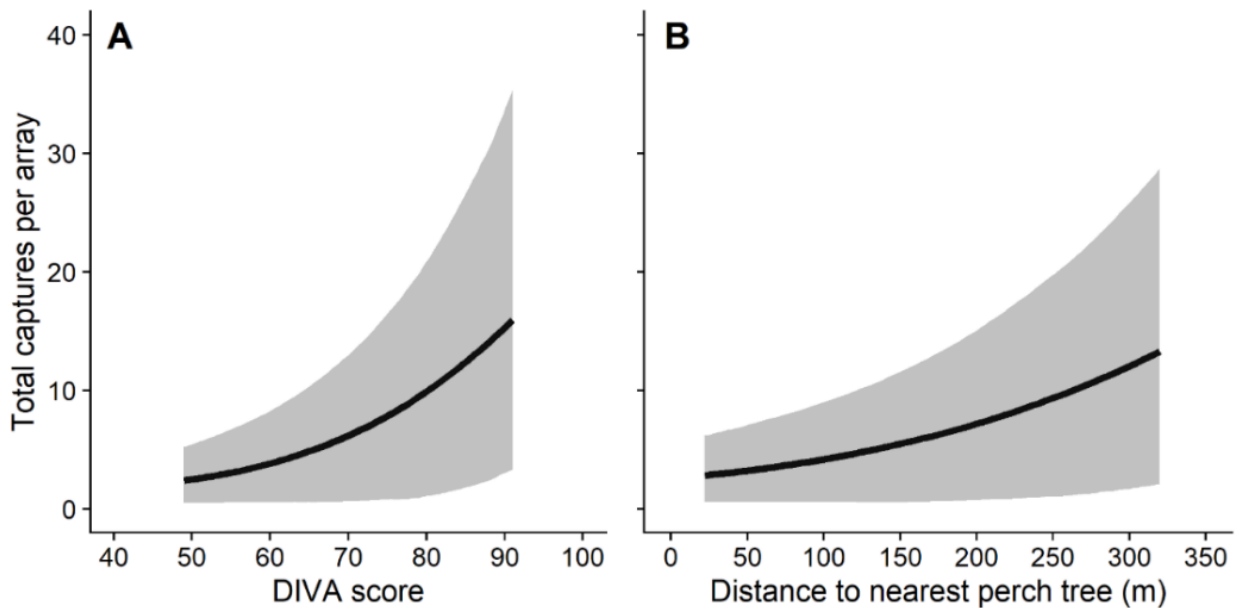 A
B
Total captures per array
40
30
20
10
0
40 50 60 70 80 90 100
0 50 100 150 200 250 300 350
DIVA score
Distance to nearest perch tree (m)